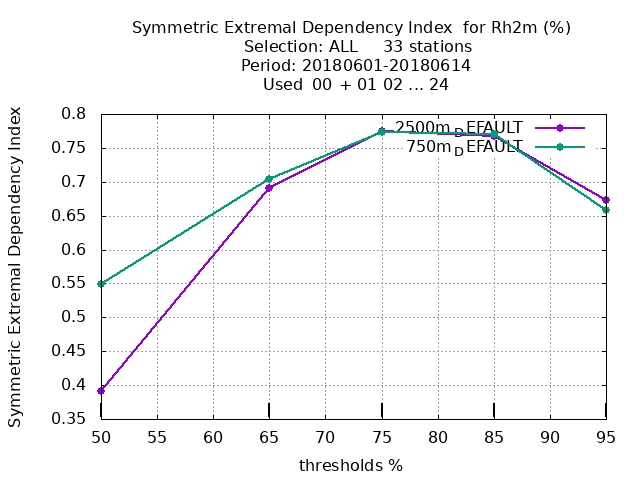 Symmetric Extremal Dependency Index  for Rh2m (%)
Selection: ALL     33 stations
Period: 20180601-20180614
Used  00 + 01 02 ... 24
Symmetric Extremal Dependency Index
0.8
0.75
0.7
0.65
0.6
0.55
0.5
0.45
0.4
0.35
2500m_DEFAULT
750m_DEFAULT
50 55 60 65 70 75 80 85 90 95
thresholds %